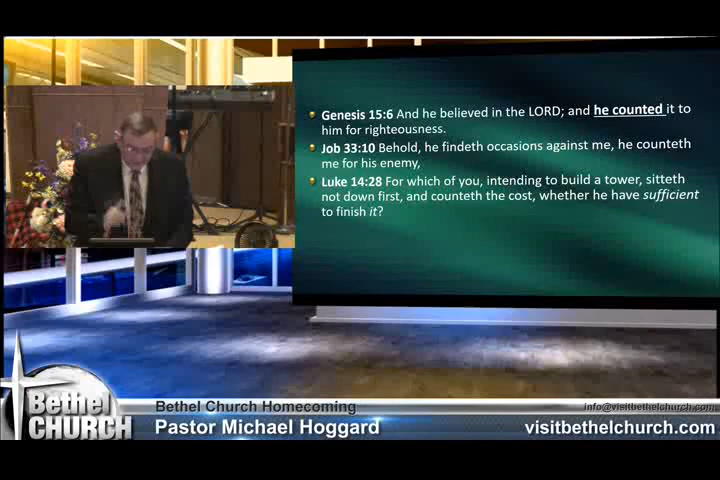 Genesis 15:6 And he believed in the LORD; and he counted it to
him for righteousness.
Job 33:10 Behold, he findeth occasions against me, he counteth
me for his enemy,
Luke 14:28 For which of you, intending to build a tower, sitteth
not down first, and counteth the cost, whether he have sufficient
to finish it?
Bethel
CHURCH
Bethel Church Homecoming
info@visitbethelchurch.com
Pastor Michael Hoggard
visitbethelchurch.com